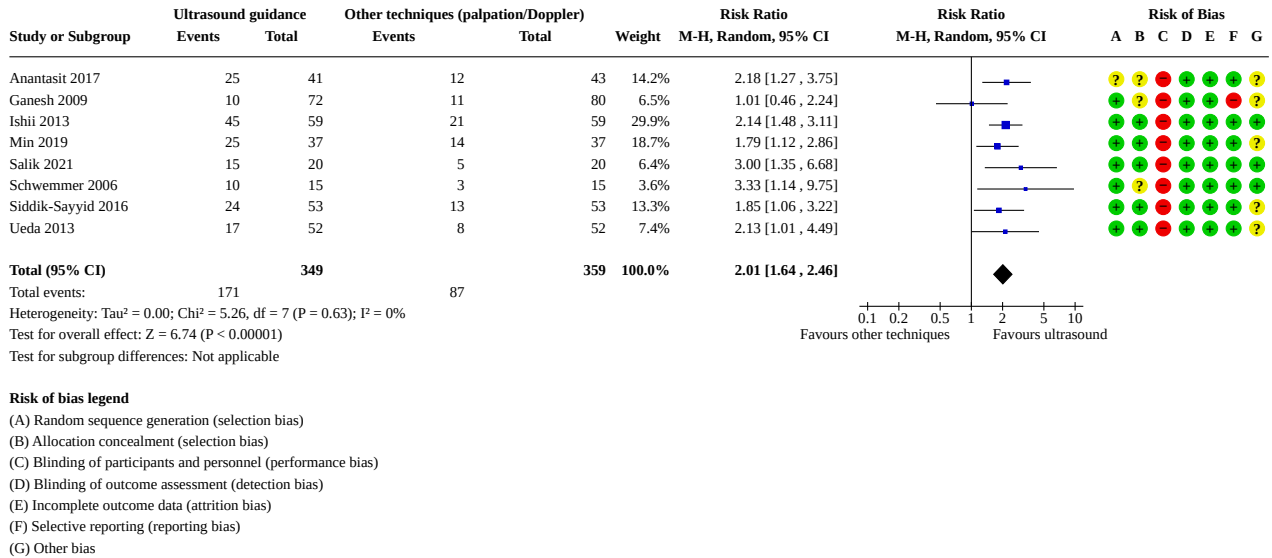 Ultrasound guidance Other techniques (palpation/Doppler) Risk Ratio Risk Ratio Risk of Bias
Study or Subgroup Events Total Events Total Weight M-H, Random, 95% CI M-H, Random, 95% CI A B C D E F G
Anantasit 2017 25 41 12 43 14.2% 2.18 [1.27 , 3.75] ? ? − + + + ?
Ganesh 2009 10 72 11 80 6.5% 1.01 [0.46 , 2.24] + ? − + + − ?
Ishii 2013 45 59 21 59 29.9% 2.14 [1.48 , 3.11] + + − + + + +
Min 2019 25 37 14 37 18.7% 1.79 [1.12 , 2.86] + + − + + + ?
Salik 2021 15 20 5 20 6.4% 3.00 [1.35 , 6.68] + + − + + + +
Schwemmer 2006 10 15 3 15 3.6% 3.33 [1.14 , 9.75] + ? − + + + +
Siddik-Sayyid 2016 24 53 13 53 13.3% 1.85 [1.06 , 3.22] + + − + + + ?
Ueda 2013 17 52 8 52 7.4% 2.13 [1.01 , 4.49] + + − + + + ?
Total (95% CI) 349 359 100.0% 2.01 [1.64 , 2.46]
Total events: 171 87
Heterogeneity: Tau² = 0.00; Chi² = 5.26, df = 7 (P = 0.63); I² = 0%
0.1 0.2 0.5 1 2 5 10
Test for overall effect: Z = 6.74 (P < 0.00001)
Favours other techniques Favours ultrasound
Test for subgroup differences: Not applicable
Risk of bias legend
(A) Random sequence generation (selection bias)
(B) Allocation concealment (selection bias)
(C) Blinding of participants and personnel (performance bias)
(D) Blinding of outcome assessment (detection bias)
(E) Incomplete outcome data (attrition bias)
(F) Selective reporting (reporting bias)
(G) Other bias